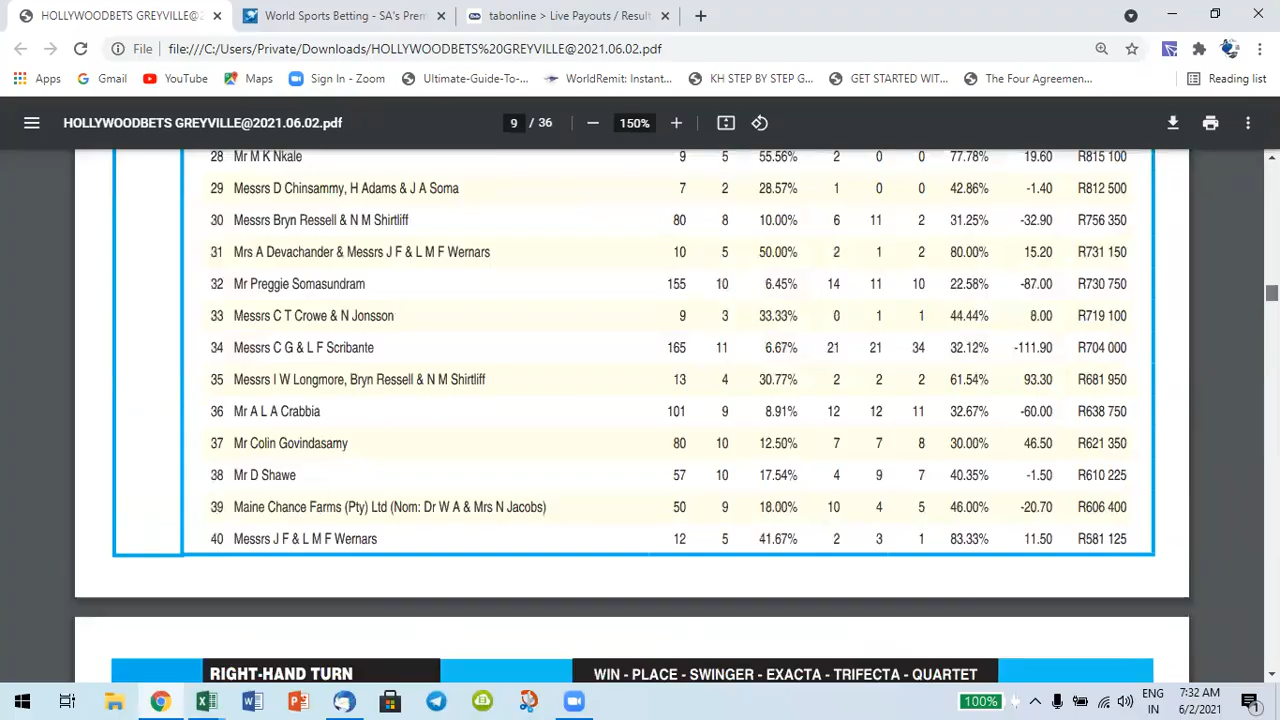 HOLLYWOODBETS GREYVILLE@202
World Sports Betting - SA's Premi
tabonline > Live Payouts / Result
File file:///C:/Users/Private/Downloads/HOLLYWOODBETS%20GREYVILLE@2021.06.02.pdf
Apps Gmail YouTube Maps Sign In - Zoom Ultimate-Guide-To-... WorldRemit: Instant... KH STEP BY STEP G... GET STARTED WIT... The Four Agreemen... Reading list
HOLLYWOODBETS GREYVILLE@2021.06.02.pdf 9 / 36 150%
28 Mr M K Nkale 9 5 55.56% 2 0 0 77.78% 19.60 R815 100
29 Messrs D Chinsammy, H Adams & J A Soma 7 2 28.57% 1 0 0 42.86% -1.40 R812 500
30 Messrs Bryn Ressell & N M Shirtliff 80 8 10.00% 6 11 2 31.25% -32.90 R756 350
31 Mrs A Devachander & Messrs J F & L M F Wernars 10 5 50.00% 2 1 2 80.00% 15.20 R731 150
32 Mr Preggie Somasundram 155 10 6.45% 14 11 10 22.58% -87.00 R730 750
33 Messrs C T Crowe & N Jonsson 9 3 33.33% 0 1 1 44.44% 8.00 R719 100
34 Messrs C G & L F Scribante 165 11 6.67% 21 21 34 32.12% -111.90 R704 000
35 Messrs I W Longmore, Bryn Ressell & N M Shirtliff 13 4 30.77% 2 2 2 61.54% 93.30 R681 950
36 Mr A L A Crabbia 101 9 8.91% 12 12 11 32.67% -60.00 R638 750
37 Mr Colin Govindasamy 80 10 12.50% 7 7 8 30.00% 46.50 R621 350
38 Mr D Shawe 57 10 17.54% 4 9 7 40.35% -1.50 R610 225
39 Maine Chance Farms (Pty) Ltd (Nom: Dr W A & Mrs N Jacobs) 50 9 18.00% 10 4 5 46.00% -20.70 R606 400
40 Messrs J F & L M F Wernars 12 5 41.67% 2 3 1 83.33% 11.50 R581 125
RIGHT-HAND TURN WIN - PLACE - SWINGER - EXACTA - TRIFECTA - QUARTET
100% ENG 7:32 AM
IN 6/2/2021